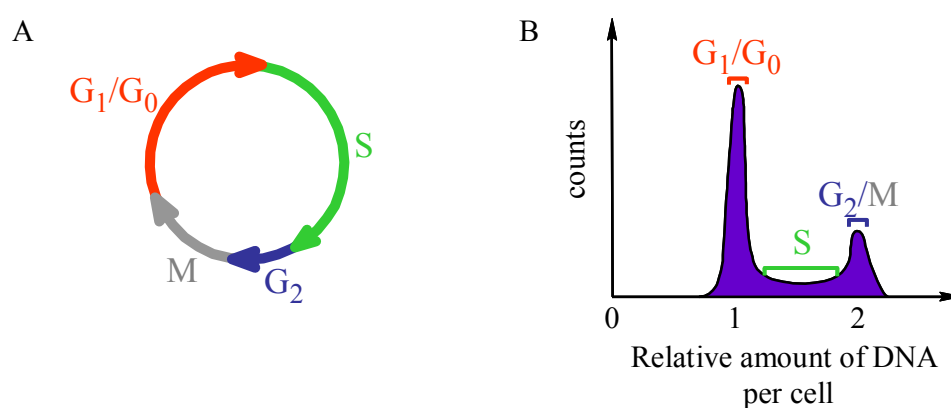 A
G1/G0
S
G2
M
B
counts
G1/G0
S
G2/M
0
1
2
Relative amount of DNA
per cell